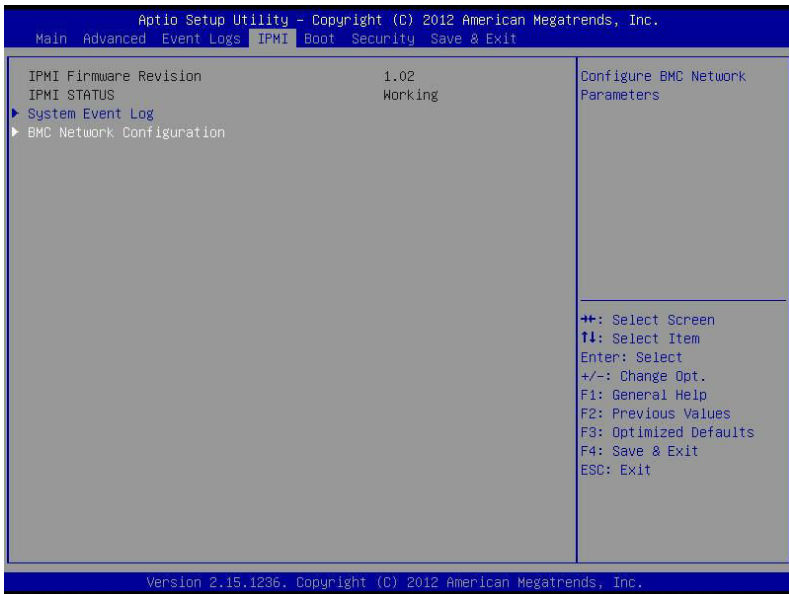 Aptio Setup Utility – Copyright (C) 2012 American Megatrends, Inc.
Main Advanced Event Logs IPMI Boot Security Save & Exit
IPMI Firmware Revision 1.02
IPMI STATUS Working
System Event Log
BMC Network Configuration
Configure BMC Network
Parameters
→←: Select Screen
↑↓: Select Item
Enter: Select
+/-: Change Opt.
F1: General Help
F2: Previous Values
F3: Optimized Defaults
F4: Save & Exit
ESC: Exit
Version 2.15.1236. Copyright (C) 2012 American Megatrends, Inc.